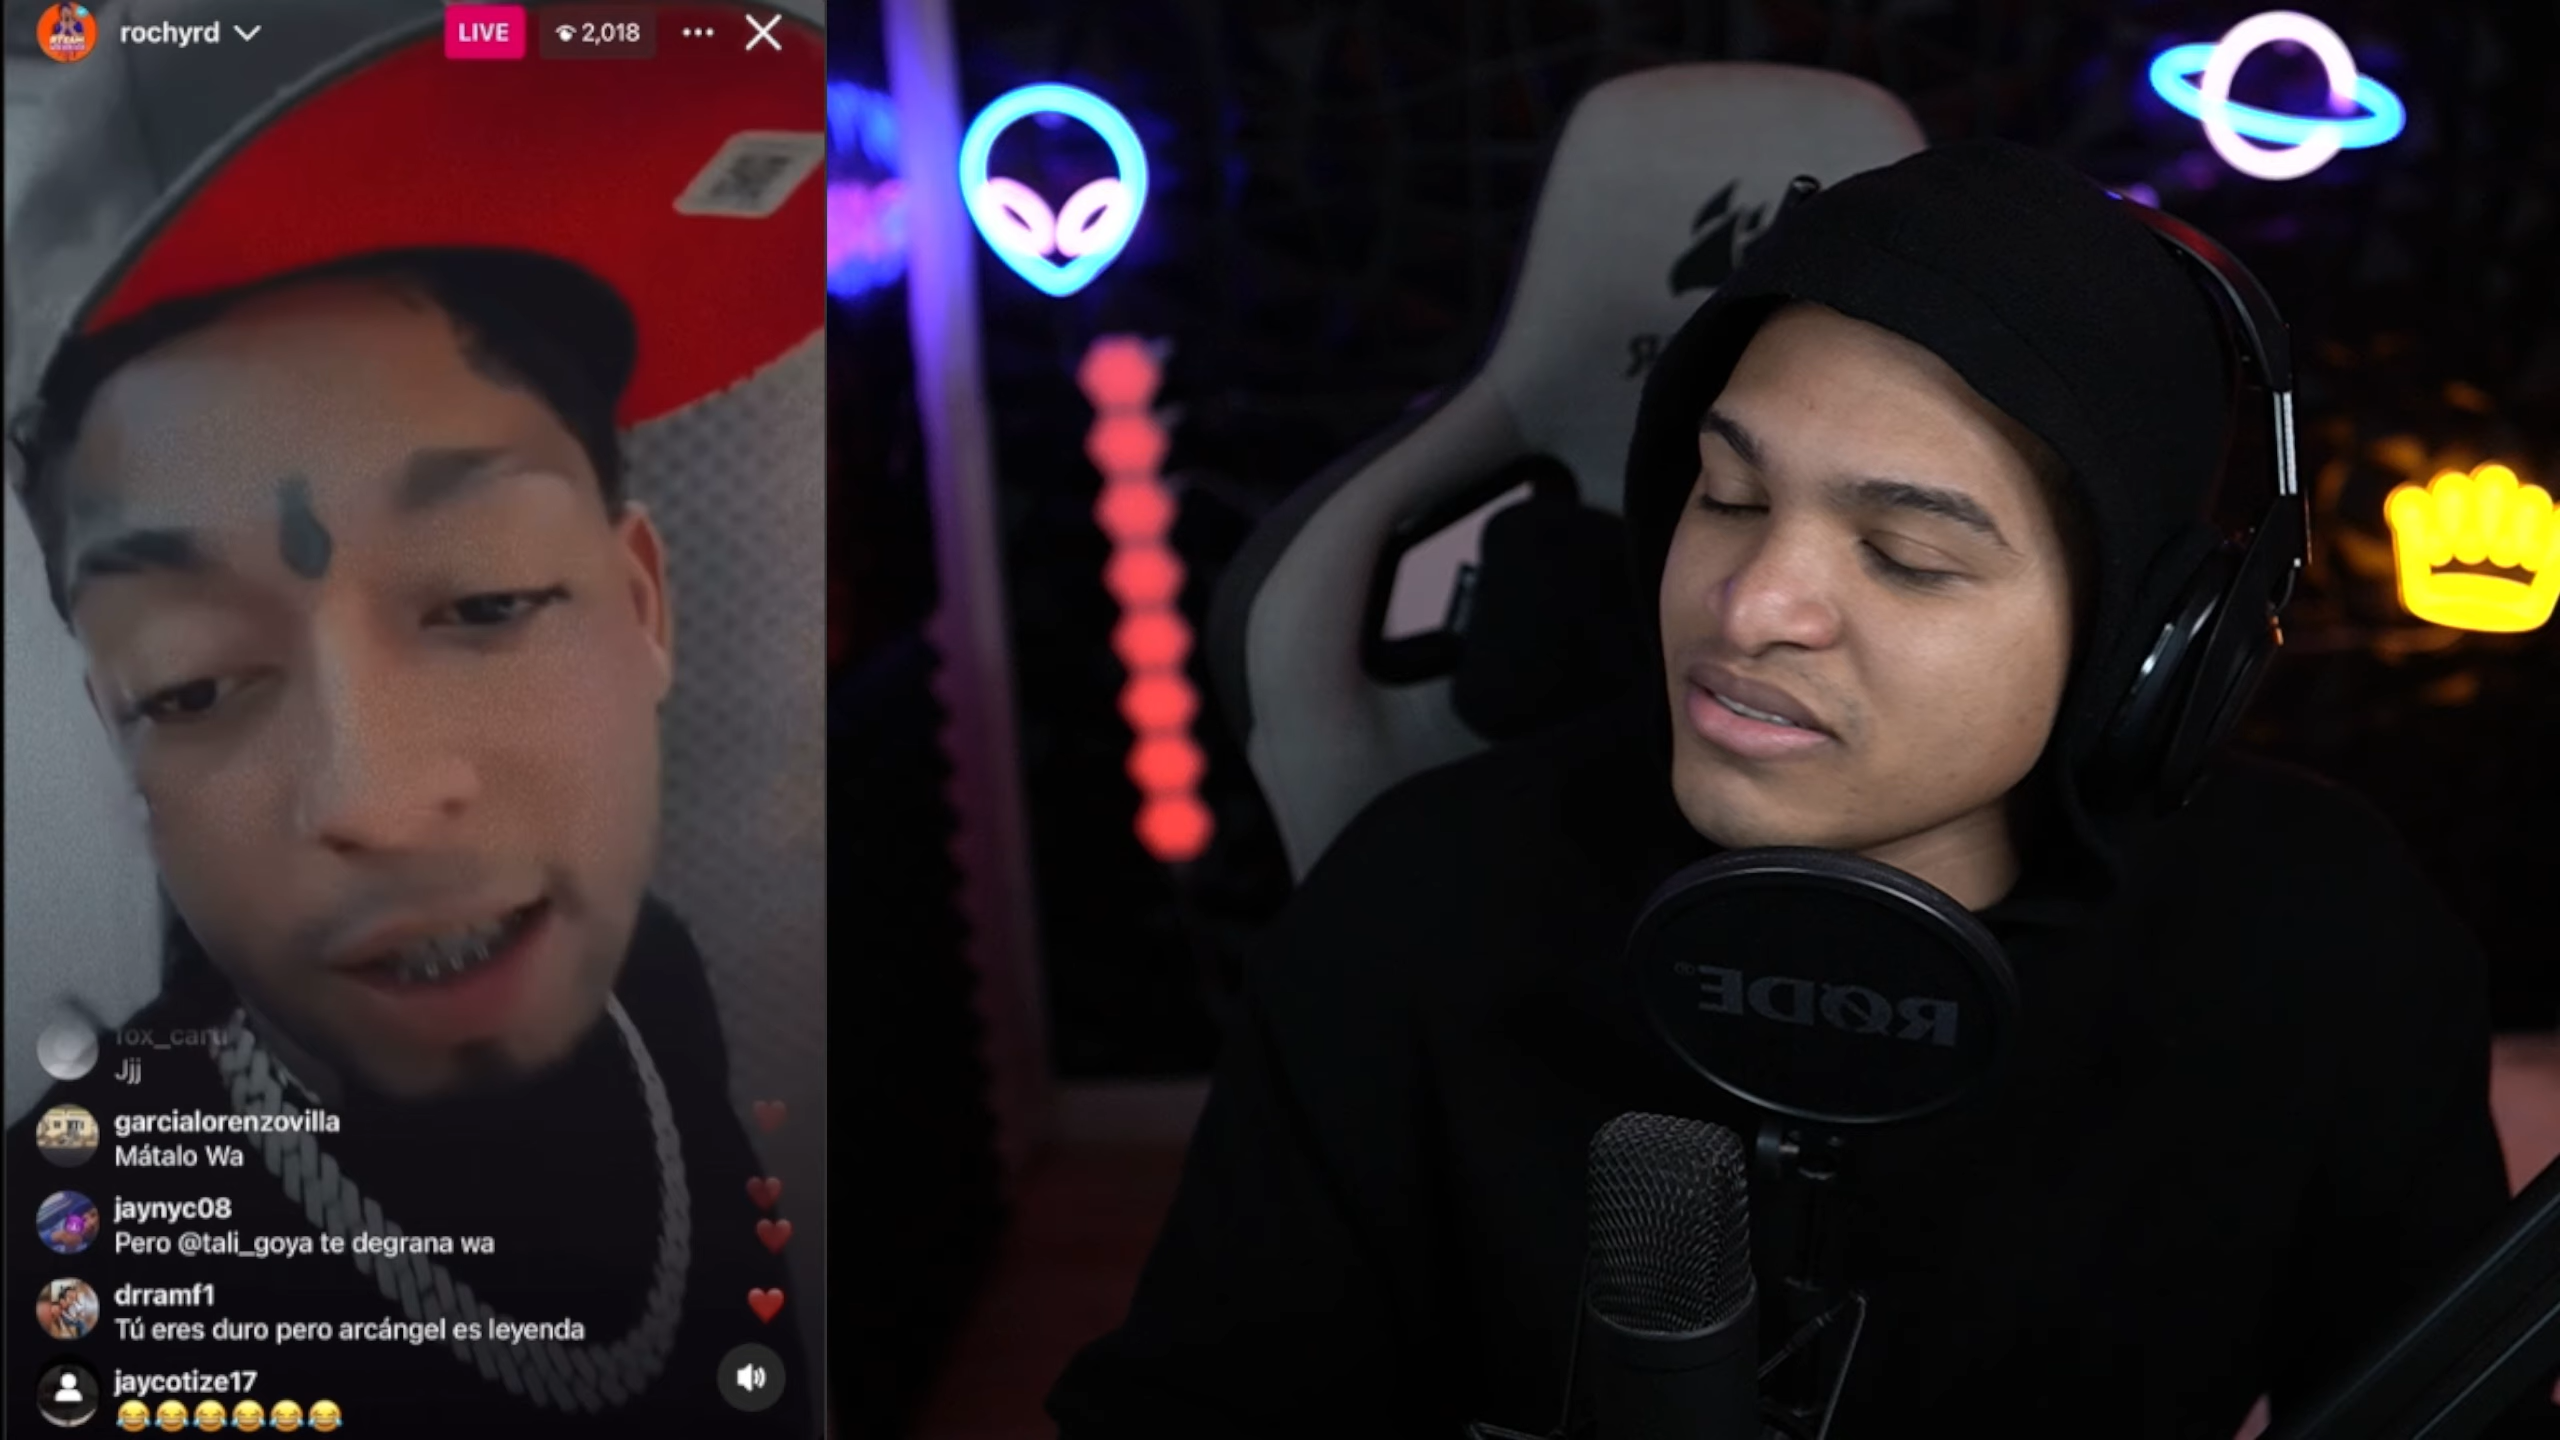 rochyrd
LIVE
2,018
fox_carti
Jjj
garcialorenzovilla
Mátalo Wa
jaynyc08
Pero @tali_goya te degrana wa
drramf1
Tú eres duro pero arcángel es leyenda
jaycotize17
😂😂😂😂😂😂
RØDE